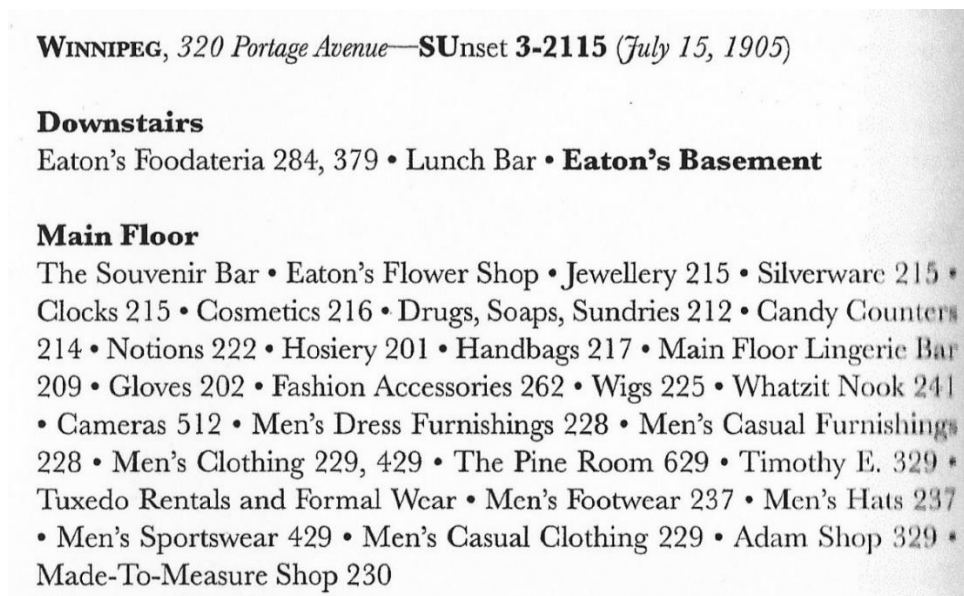 WINNIPEG, 320 Portage Avenue—SUnset 3-2115 (July 15, 1905)
Downstairs
Eaton's Foodateria 284, 379 • Lunch Bar • Eaton's Basement
Main Floor
The Souvenir Bar • Eaton's Flower Shop • Jewellery 215 • Silverware 215 •
Clocks 215 • Cosmetics 216 • Drugs, Soaps, Sundries 212 • Candy Counters
214 • Notions 222 • Hosiery 201 • Handbags 217 • Main Floor Lingerie Bar
209 • Gloves 202 • Fashion Accessories 262 • Wigs 225 • Whatzit Nook 241
• Cameras 512 • Men's Dress Furnishings 228 • Men's Casual Furnishings
228 • Men's Clothing 229, 429 • The Pine Room 629 • Timothy E. 329 •
Tuxedo Rentals and Formal Wear • Men's Footwear 237 • Men's Hats 237
• Men's Sportswear 429 • Men's Casual Clothing 229 • Adam Shop 329 •
Made-To-Measure Shop 230